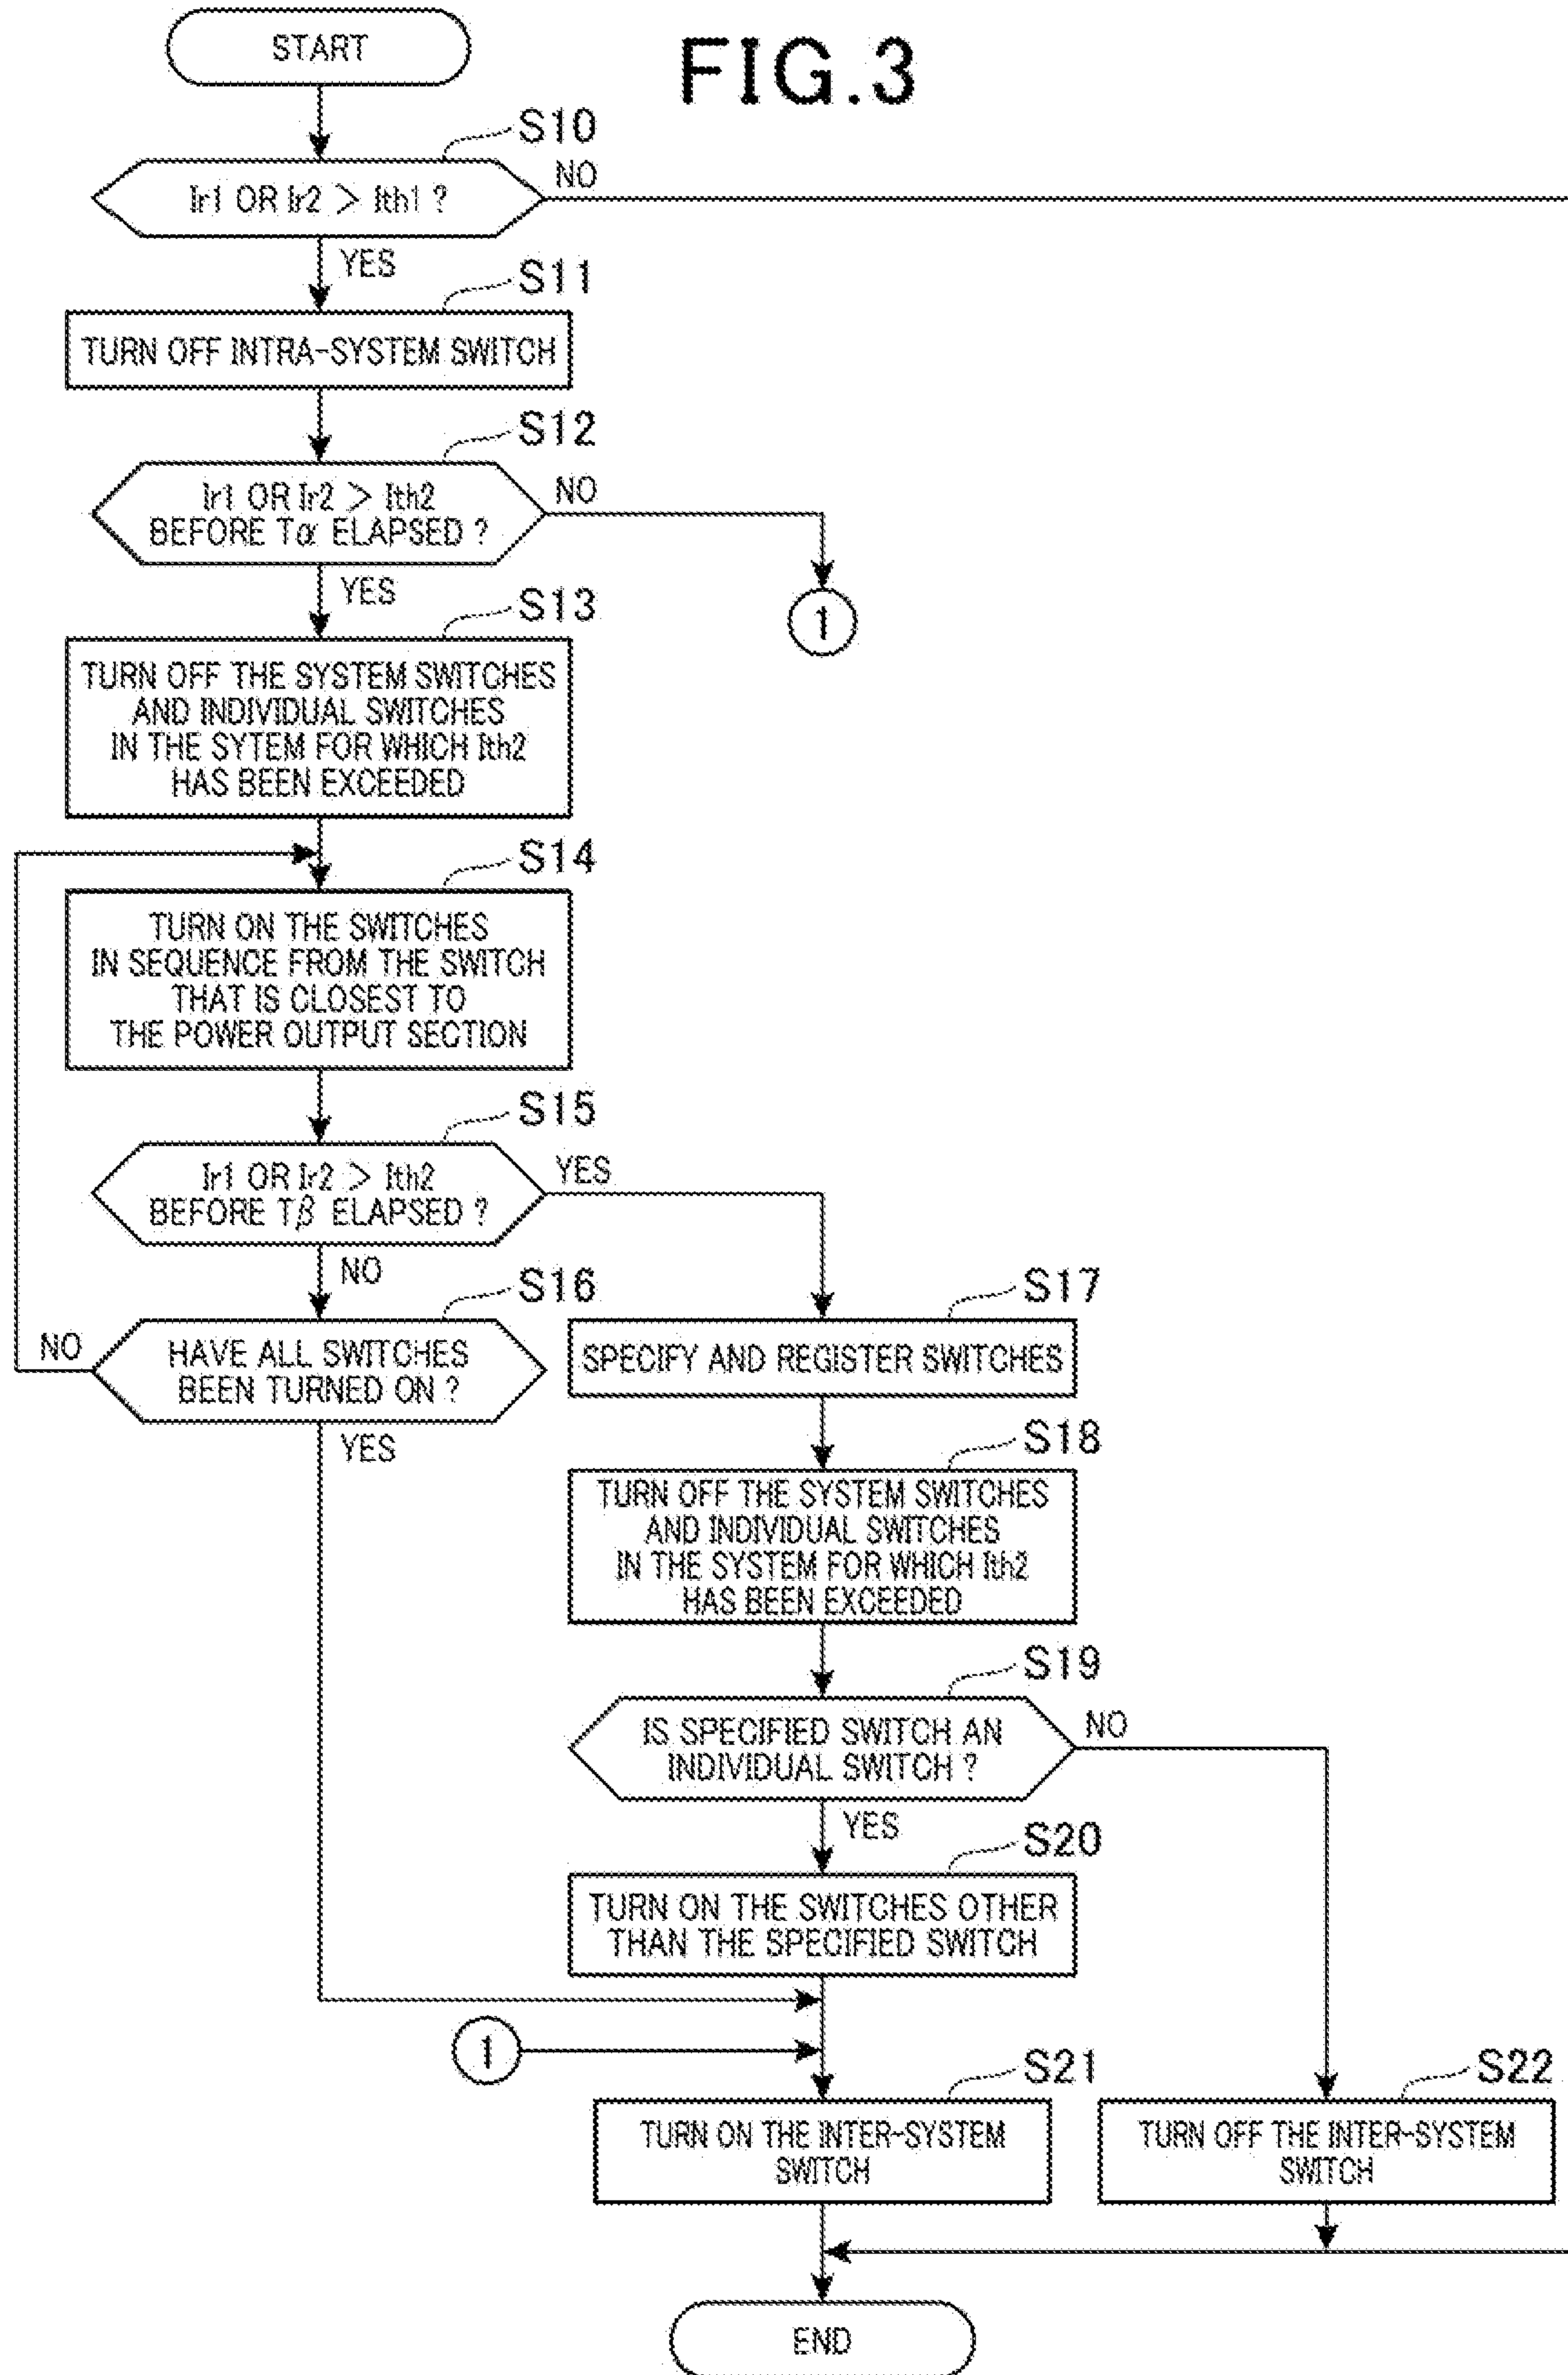 FIG.3
START
S10
Ir1 OR Ir2 > Ith1 ?
NO
YES
S11
TURN OFF INTRA-SYSTEM SWITCH
S12
Ir1 OR Ir2 > Ith2
BEFORE Tα ELAPSED ?
NO
1
YES
S13
TURN OFF THE SYSTEM SWITCHES
AND INDIVIDUAL SWITCHES
IN THE SYTEM FOR WHICH Ith2
HAS BEEN EXCEEDED
S14
TURN ON THE SWITCHES
IN SEQUENCE FROM THE SWITCH
THAT IS CLOSEST TO
THE POWER OUTPUT SECTION
S15
Ir1 OR Ir2 > Ith2
BEFORE Tβ ELAPSED ?
YES
NO
S16
HAVE ALL SWITCHES
BEEN TURNED ON ?
NO
YES
S17
SPECIFY AND REGISTER SWITCHES
S18
TURN OFF THE SYSTEM SWITCHES
AND INDIVIDUAL SWITCHES
IN THE SYSTEM FOR WHICH Ith2
HAS BEEN EXCEEDED
S19
IS SPECIFIED SWITCH AN
INDIVIDUAL SWITCH ?
NO
YES
S20
TURN ON THE SWITCHES OTHER
THAN THE SPECIFIED SWITCH
1
S21
TURN ON THE INTER-SYSTEM
SWITCH
S22
TURN OFF THE INTER-SYSTEM
SWITCH
END